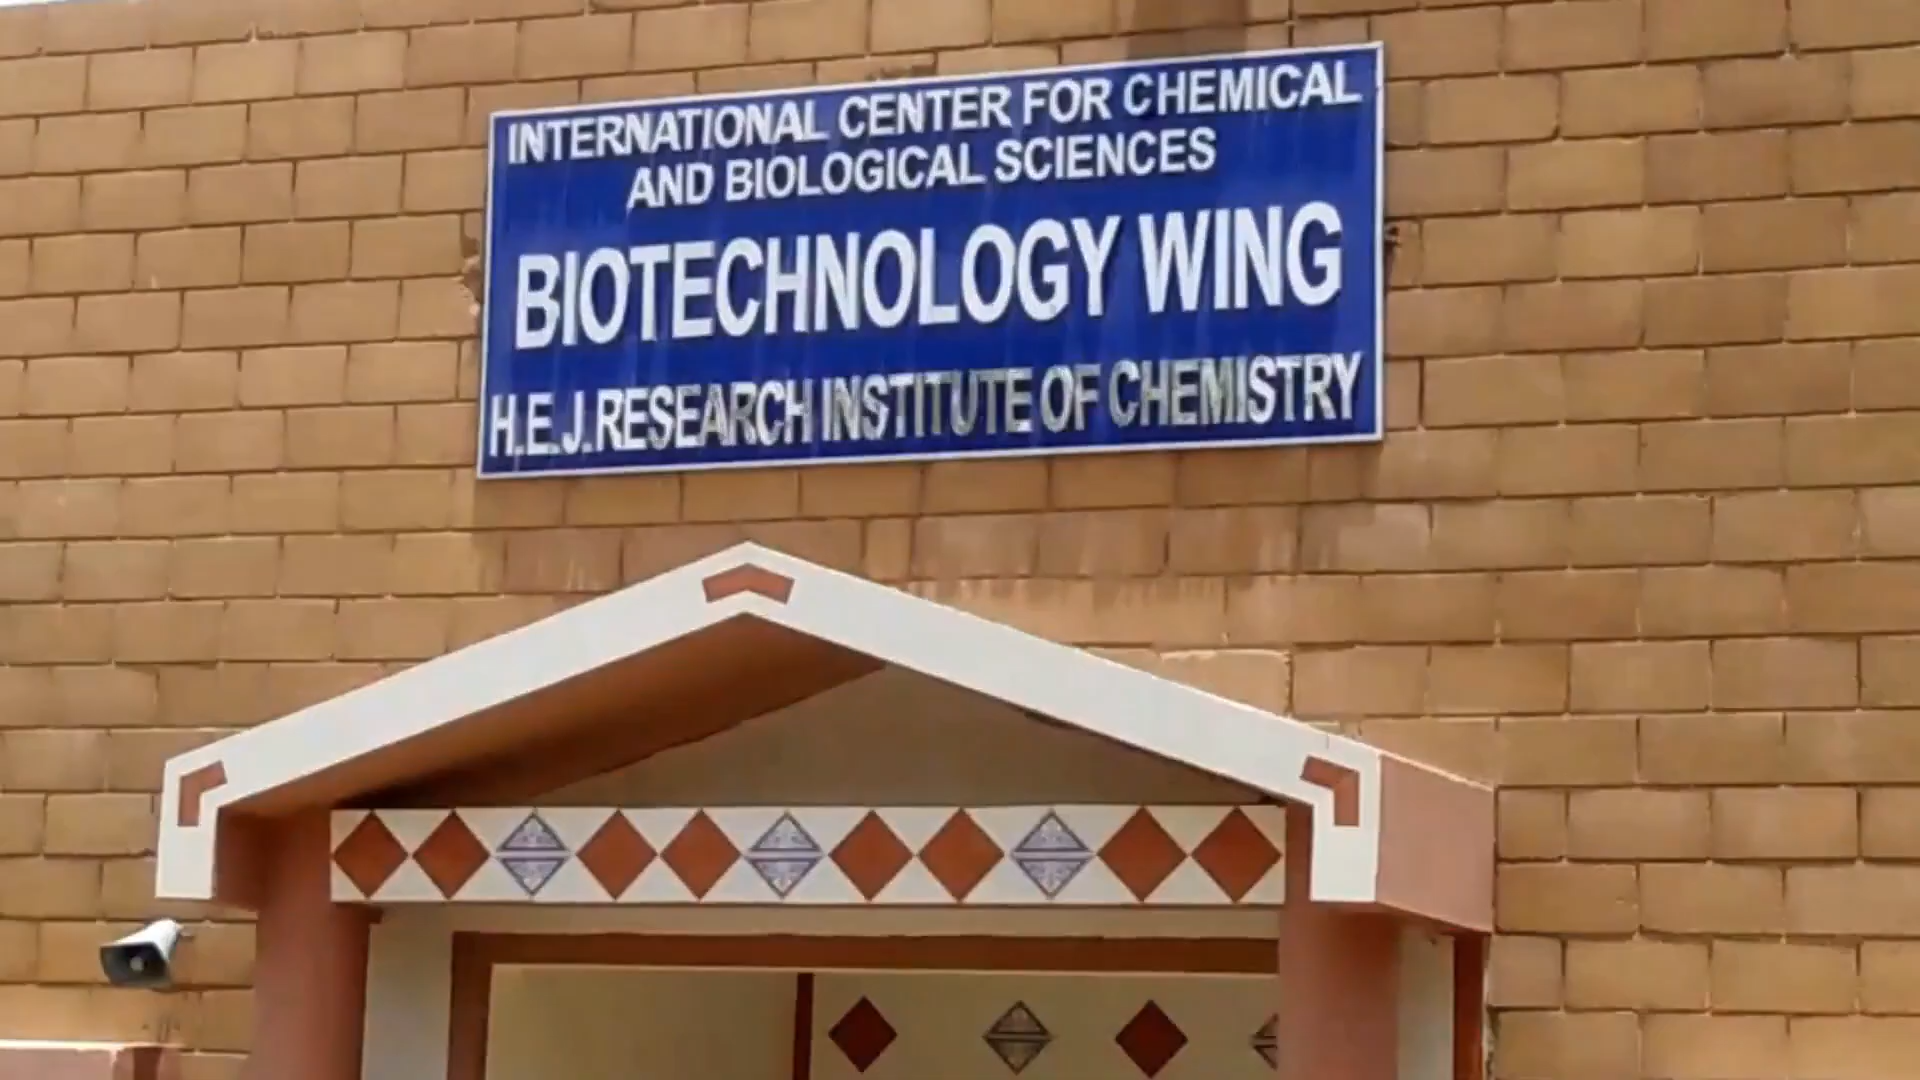 INTERNATIONAL CENTER FOR CHEMICAL
AND BIOLOGICAL SCIENCES
BIOTECHNOLOGY WING
H.E.J. RESEARCH INSTITUTE OF CHEMISTRY